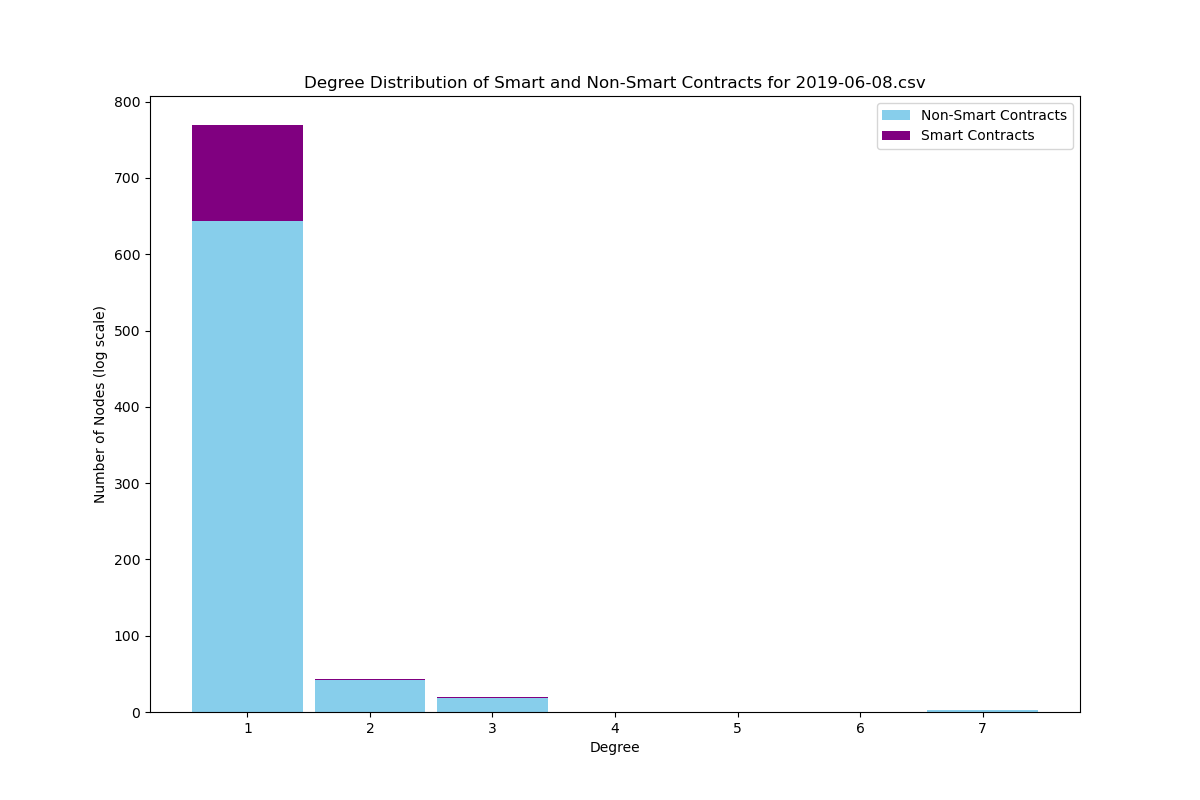 Degree Distribution of Smart and Non-Smart Contracts for 2019-06-08.csv
Non-Smart Contracts
Smart Contracts
Number of Nodes (log scale)
800
700
600
500
400
300
200
100
0
1 2 3 4 5 6 7
Degree